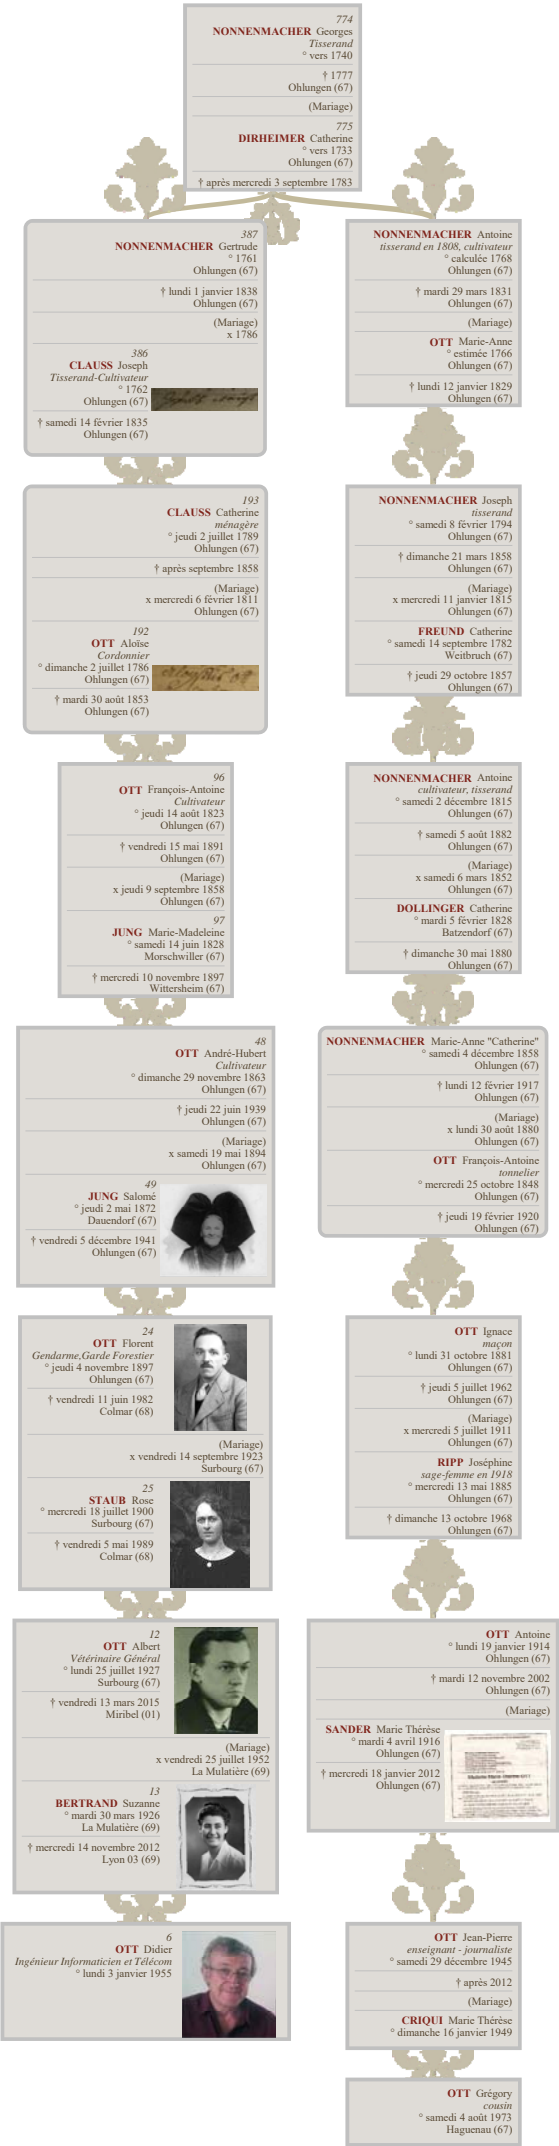 774
NONNENMACHER Georges
Tisserand
° vers 1740
† 1777
Ohlungen (67)
(Mariage)
775
DIRHEIMER Catherine
° vers 1733
Ohlungen (67)
† après mercredi 3 septembre 1783
387
NONNENMACHER Gertrude
° 1761
Ohlungen (67)
† lundi 1 janvier 1838
Ohlungen (67)
(Mariage)
x 1786
386
CLAUSS Joseph
Tisserand-Cultivateur
° 1762
Ohlungen (67)
† samedi 14 février 1835
Ohlungen (67)
193
CLAUSS Catherine
ménagère
° jeudi 2 juillet 1789
Ohlungen (67)
† après septembre 1858
(Mariage)
x mercredi 6 février 1811
Ohlungen (67)
192
OTT Aloïse
Cordonnier
° dimanche 2 juillet 1786
Ohlungen (67)
† mardi 30 août 1853
Ohlungen (67)
96
OTT François-Antoine
Cultivateur
° jeudi 14 août 1823
Ohlungen (67)
† vendredi 15 mai 1891
Ohlungen (67)
(Mariage)
x jeudi 9 septembre 1858
Ohlungen (67)
97
JUNG Marie-Madeleine
° samedi 14 juin 1828
Morschwiller (67)
† mercredi 10 novembre 1897
Wittersheim (67)
48
OTT André-Hubert
Cultivateur
° dimanche 29 novembre 1863
Ohlungen (67)
† jeudi 22 juin 1939
Ohlungen (67)
(Mariage)
x samedi 19 mai 1894
Ohlungen (67)
49
JUNG Salomé
° jeudi 2 mai 1872
Dauendorf (67)
† vendredi 5 décembre 1941
Ohlungen (67)
24
OTT Florent
Gendarme,Garde Forestier
° jeudi 4 novembre 1897
Ohlungen (67)
† vendredi 11 juin 1982
Colmar (68)
(Mariage)
x vendredi 14 septembre 1923
Surbourg (67)
25
STAUB Rose
° mercredi 18 juillet 1900
Surbourg (67)
† vendredi 5 mai 1989
Colmar (68)
12
OTT Albert
Vétérinaire Général
° lundi 25 juillet 1927
Surbourg (67)
† vendredi 13 mars 2015
Miribel (01)
(Mariage)
x vendredi 25 juillet 1952
La Mulatière (69)
13
BERTRAND Suzanne
° mardi 30 mars 1926
La Mulatière (69)
† mercredi 14 novembre 2012
Lyon 03 (69)
6
OTT Didier
Ingénieur Informaticien et Télécom
° lundi 3 janvier 1955
NONNENMACHER Antoine
tisserand en 1808, cultivateur
° calculée 1768
Ohlungen (67)
† mardi 29 mars 1831
Ohlungen (67)
(Mariage)
OTT Marie-Anne
° estimée 1766
Ohlungen (67)
† lundi 12 janvier 1829
Ohlungen (67)
NONNENMACHER Joseph
tisserand
° samedi 8 février 1794
Ohlungen (67)
† dimanche 21 mars 1858
Ohlungen (67)
(Mariage)
x mercredi 11 janvier 1815
Ohlungen (67)
FREUND Catherine
° samedi 14 septembre 1782
Weitbruch (67)
† jeudi 29 octobre 1857
Ohlungen (67)
NONNENMACHER Antoine
cultivateur, tisserand
° samedi 2 décembre 1815
Ohlungen (67)
† samedi 5 août 1882
Ohlungen (67)
(Mariage)
x samedi 6 mars 1852
Ohlungen (67)
DOLLINGER Catherine
° mardi 5 février 1828
Batzendorf (67)
† dimanche 30 mai 1880
Ohlungen (67)
NONNENMACHER Marie-Anne "Catherine"
° samedi 4 décembre 1858
Ohlungen (67)
† lundi 12 février 1917
Ohlungen (67)
(Mariage)
x lundi 30 août 1880
Ohlungen (67)
OTT François-Antoine
tonnelier
° mercredi 25 octobre 1848
Ohlungen (67)
† jeudi 19 février 1920
Ohlungen (67)
OTT Ignace
maçon
° lundi 31 octobre 1881
Ohlungen (67)
† jeudi 5 juillet 1962
Ohlungen (67)
(Mariage)
x mercredi 5 juillet 1911
Ohlungen (67)
RIPP Joséphine
sage-femme en 1918
° mercredi 13 mai 1885
Ohlungen (67)
† dimanche 13 octobre 1968
Ohlungen (67)
OTT Antoine
° lundi 19 janvier 1914
Ohlungen (67)
† mardi 12 novembre 2002
Ohlungen (67)
(Mariage)
SANDER Marie Thérèse
° mardi 4 avril 1916
Ohlungen (67)
† mercredi 18 janvier 2012
Ohlungen (67)
OTT Jean-Pierre
enseignant - journaliste
° samedi 29 décembre 1945
† après 2012
(Mariage)
CRIQUI Marie Thérèse
° dimanche 16 janvier 1949
OTT Grégory
cousin
° samedi 4 août 1973
Haguenau (67)